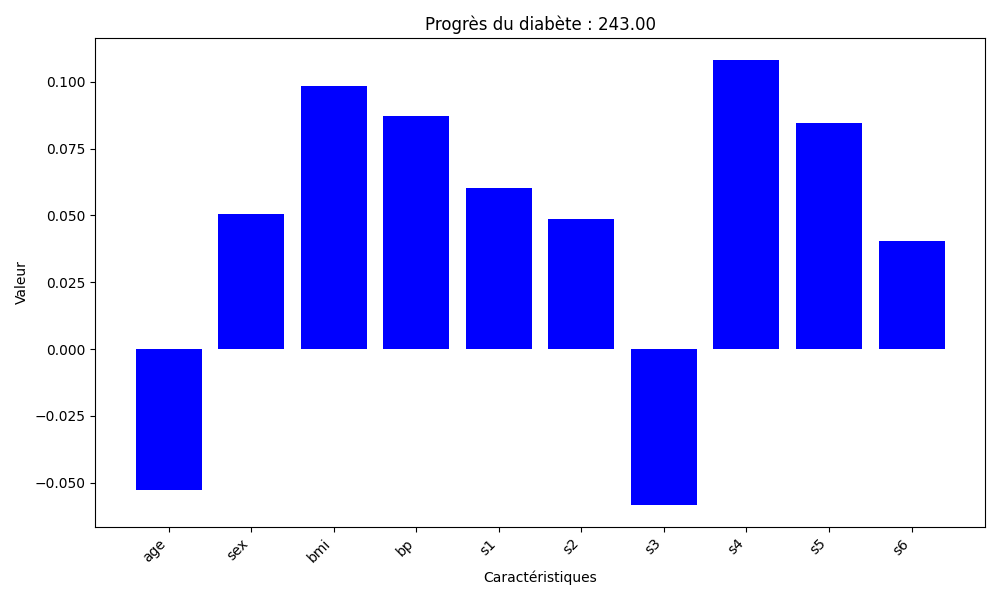 Progrès du diabète : 243.00
0.100
0.075
0.050
0.025
0.000
−0.025
−0.050
Valeur
age
sex
bmi
bp
s1
s2
s3
s4
s5
s6
Caractéristiques